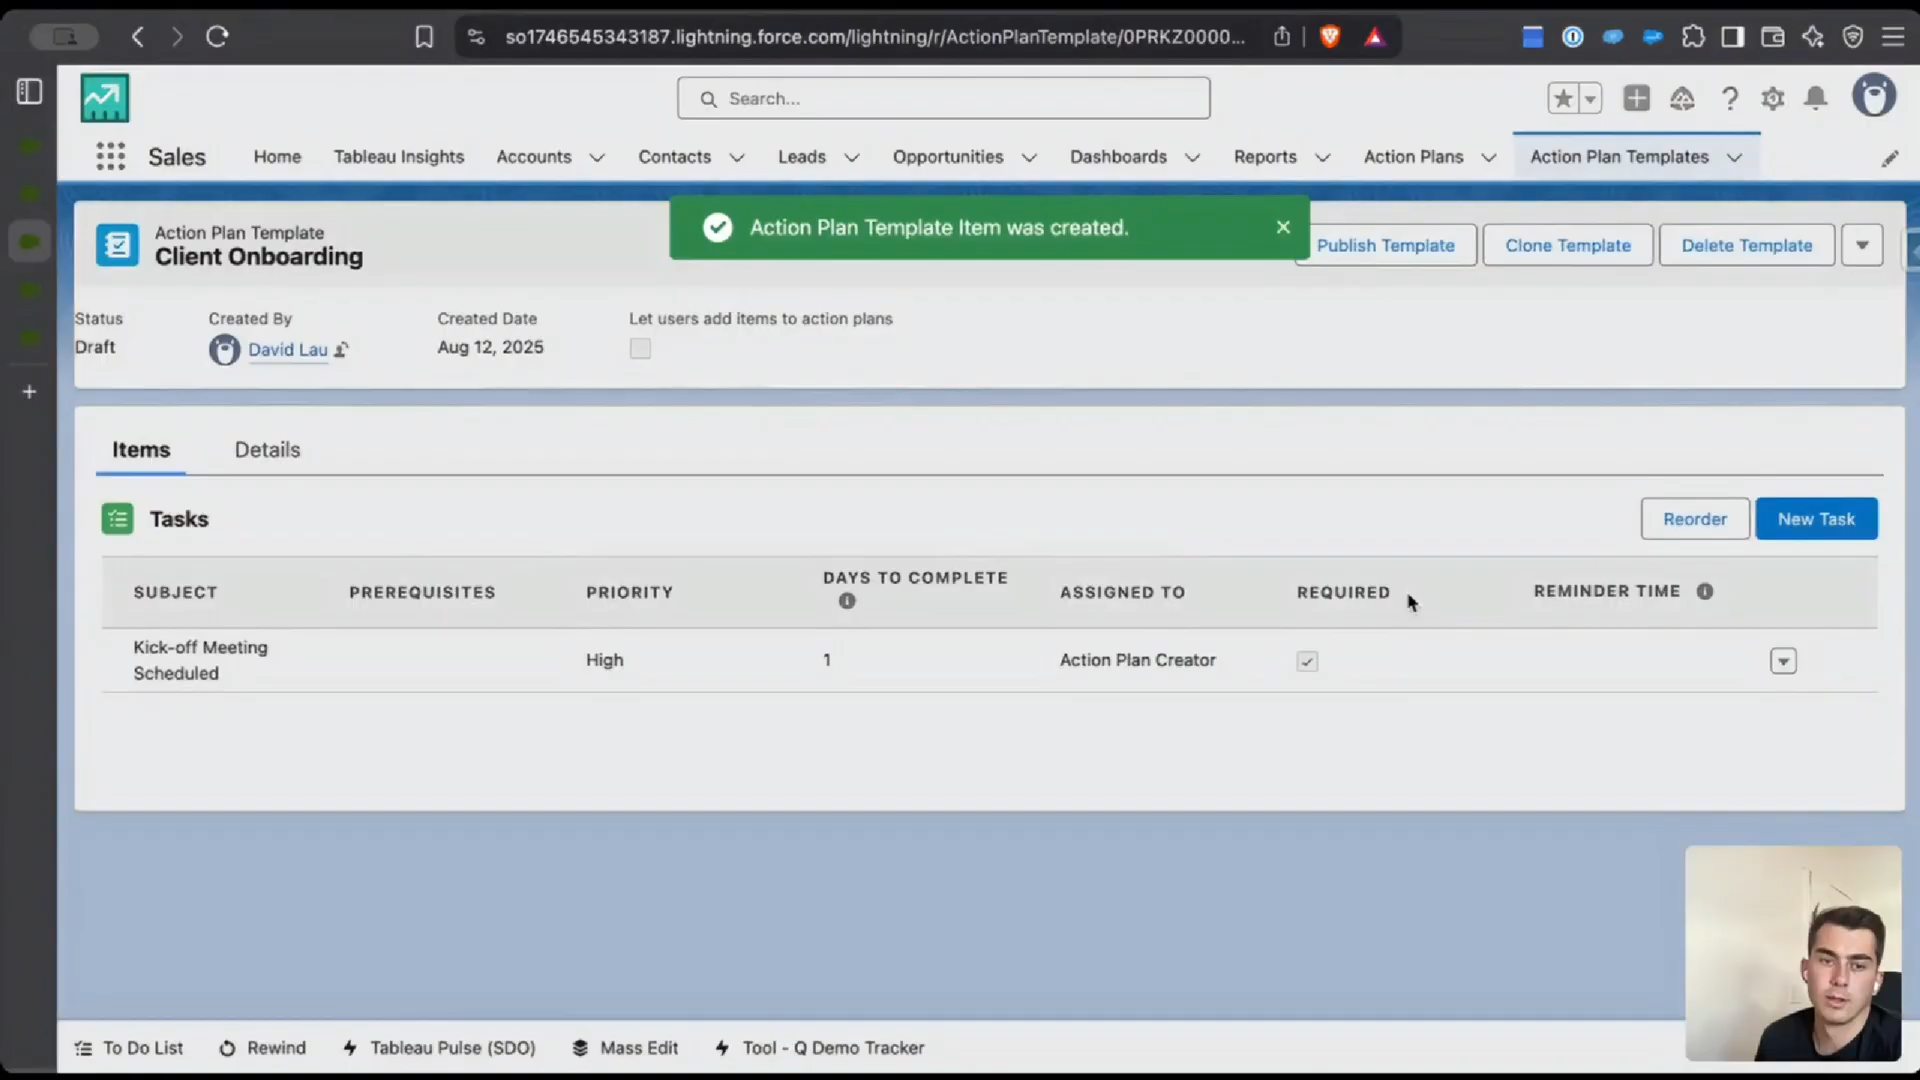 so1746545343187.lightning.force.com/lightning/r/ActionPlanTemplate/0PRKZ0000...
Search...
Sales
Home
Tableau Insights
Accounts
Contacts
Leads
Opportunities
Dashboards
Reports
Action Plans
Action Plan Templates
Action Plan Template
Client Onboarding
Action Plan Template Item was created.
Publish Template
Clone Template
Delete Template
Status
Created By
Created Date
Let users add items to action plans
Draft
David Lau
Aug 12, 2025
Items
Details
Tasks
Reorder
New Task
SUBJECT
PREREQUISITES
PRIORITY
DAYS TO COMPLETE
ASSIGNED TO
REQUIRED
REMINDER TIME
Kick-off Meeting
Scheduled
High
1
Action Plan Creator
To Do List
Rewind
Tableau Pulse (SDO)
Mass Edit
Tool - Q Demo Tracker